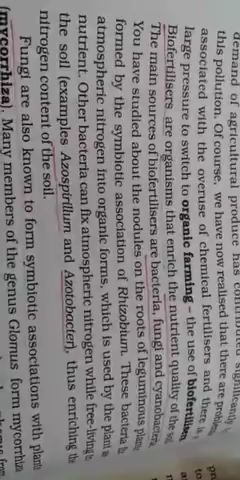 demand of agricultural produce has contributed significantly
this pollution. Of course, we have now realised that there are problems
associated with the overuse of chemical fertilisers and there is
large pressure to switch to organic farming – the use of biofertilisers
Biofertilisers are organisms that enrich the nutrient quality of the soil
The main sources of biofertilisers are bacteria, fungi and cyanobacteria
You have studied about the nodules on the roots of leguminous plants
formed by the symbiotic association of Rhizobium. These bacteria
atmospheric nitrogen into organic forms, which is used by the plant
nutrient. Other bacteria can fix atmospheric nitrogen while free-living
the soil (examples Azospirillum and Azotobacter), thus enriching the
nitrogen content of the soil.
Fungi are also known to form symbiotic associations with plants
(mycorrhiza). Many members of the genus Glomus form mycorrhiza